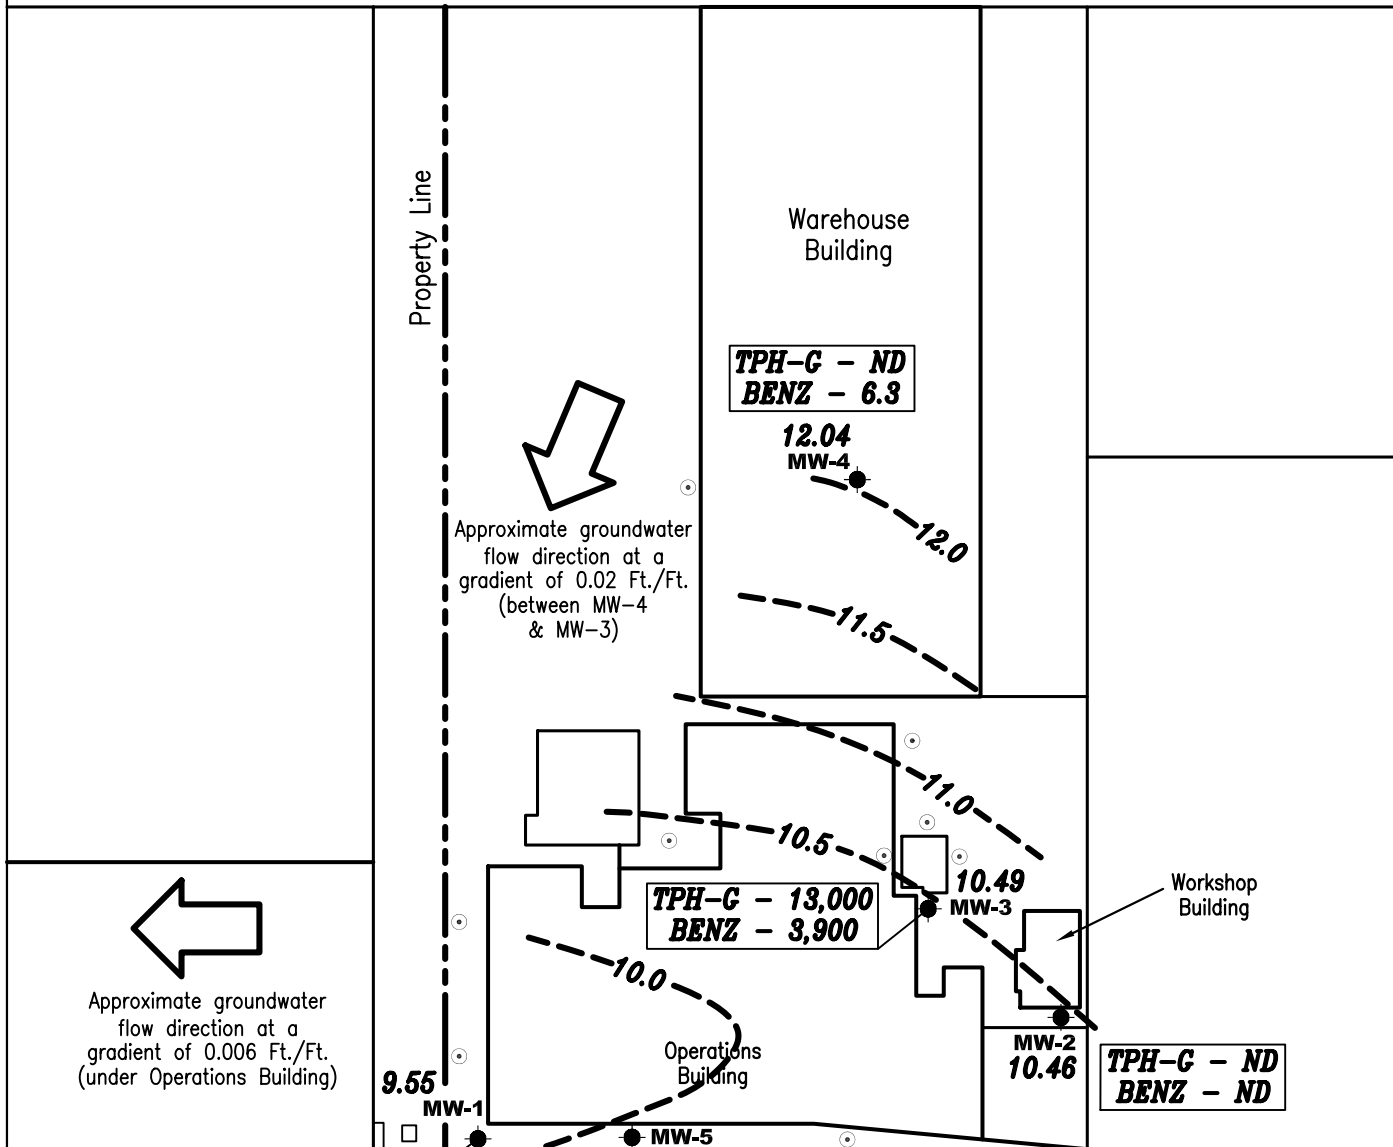 Property Line
Warehouse
Building
TPH-G - ND
BENZ - 6.3
12.04
MW-4
12.0
Approximate groundwater
flow direction at a
gradient of 0.02 Ft./Ft.
(between MW-4
& MW-3)
11.5
11.0
10.5
TPH-G - 13,000
BENZ - 3,900
10.49
MW-3
Workshop
Building
10.0
Approximate groundwater
flow direction at a
gradient of 0.006 Ft./Ft.
(under Operations Building)
Operations
Building
MW-2
10.46
TPH-G - ND
BENZ - ND
9.55
MW-1
MW-5